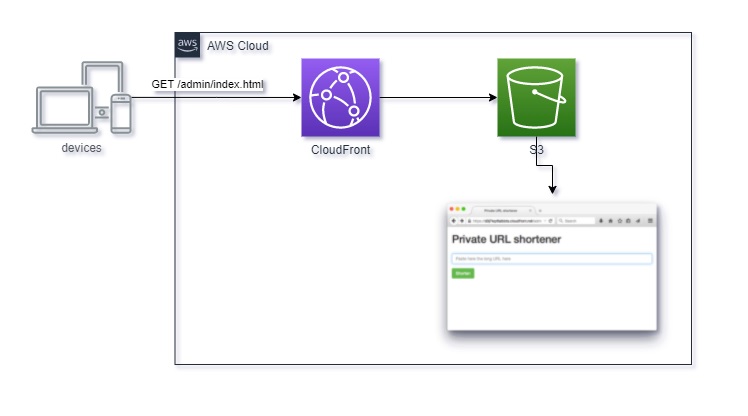 aws
AWS Cloud
GET /admin/index.html
devices
CloudFront
S3
Private URL shortener
Search
Private URL shortener
Paste here the long URL here
Shorten